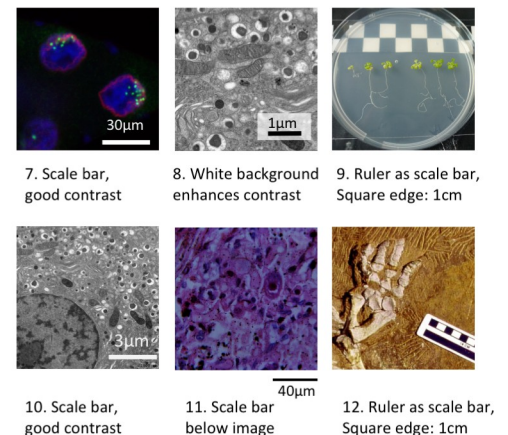 30µm
1µm
7. Scale bar,
good contrast
8. White background
enhances contrast
9. Ruler as scale bar,
Square edge: 1cm
3µm
40µm
10. Scale bar,
good contrast
11. Scale bar
below image
12. Ruler as scale bar,
Square edge: 1cm